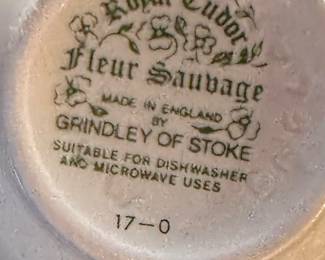 Royal Tudor
Fleur Sauvage
MADE IN ENGLAND
BY
GRINDLEY OF STOKE
SUITABLE FOR DISHWASHER
AND MICROWAVE USES
17-0